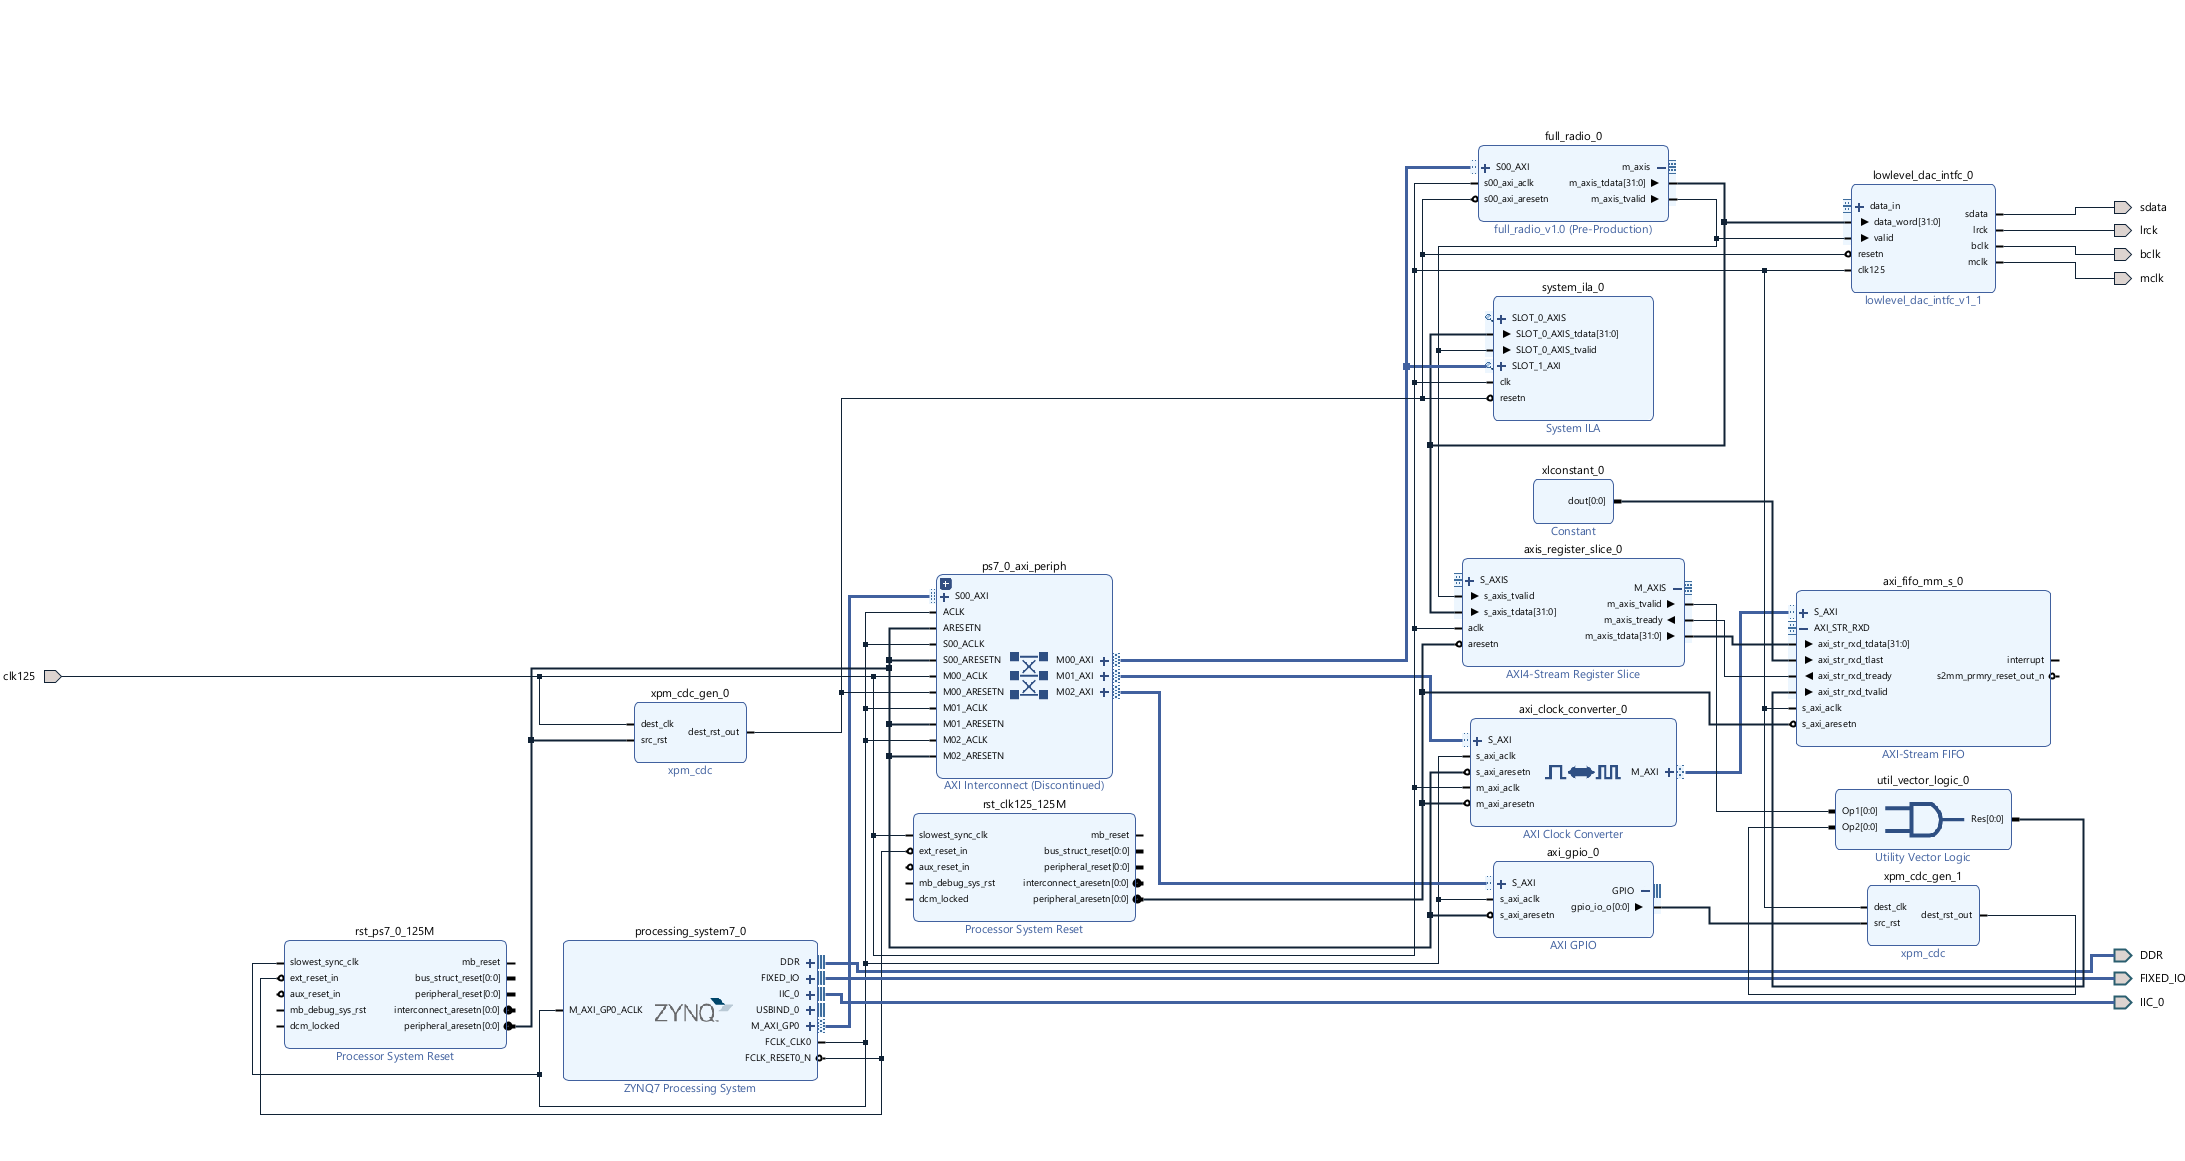 full_radio_0
S00_AXI
s00_axi_aclk
s00_axi_aresetn
m_axis
m_axis_tdata[31:0]
m_axis_tvalid
full_radio_v1.0 (Pre-Production)
lowlevel_dac_intfc_0
data_in
data_word[31:0]
valid
resetn
clk125
sdata
lrck
bclk
mclk
lowlevel_dac_intfc_v1_1
sdata
lrck
bclk
mclk
system_ila_0
SLOT_0_AXIS
SLOT_0_AXIS_tdata[31:0]
SLOT_0_AXIS_tvalid
SLOT_1_AXI
clk
resetn
System ILA
xlconstant_0
dout[0:0]
Constant
axis_register_slice_0
S_AXIS
s_axis_tvalid
s_axis_tdata[31:0]
aclk
aresetn
M_AXIS
m_axis_tvalid
m_axis_tready
m_axis_tdata[31:0]
AXI4-Stream Register Slice
ps7_0_axi_periph
S00_AXI
ACLK
ARESETN
S00_ACLK
S00_ARESETN
M00_ACLK
M00_ARESETN
M01_ACLK
M01_ARESETN
M02_ACLK
M02_ARESETN
M00_AXI
M01_AXI
M02_AXI
AXI Interconnect (Discontinued)
axi_fifo_mm_s_0
S_AXI
AXI_STR_RXD
axi_str_rxd_tdata[31:0]
axi_str_rxd_tlast
axi_str_rxd_tready
axi_str_rxd_tvalid
s_axi_aclk
s_axi_aresetn
interrupt
s2mm_prmry_reset_out_n
AXI-Stream FIFO
clk125
xpm_cdc_gen_0
dest_clk
src_rst
dest_rst_out
xpm_cdc
axi_clock_converter_0
S_AXI
s_axi_aclk
s_axi_aresetn
m_axi_aclk
m_axi_aresetn
M_AXI
AXI Clock Converter
util_vector_logic_0
Op1[0:0]
Op2[0:0]
Res[0:0]
Utility Vector Logic
rst_clk125_125M
slowest_sync_clk
ext_reset_in
aux_reset_in
mb_debug_sys_rst
dcm_locked
mb_reset
bus_struct_reset[0:0]
peripheral_reset[0:0]
interconnect_aresetn[0:0]
peripheral_aresetn[0:0]
Processor System Reset
axi_gpio_0
S_AXI
s_axi_aclk
s_axi_aresetn
GPIO
gpio_io_o[0:0]
AXI GPIO
xpm_cdc_gen_1
dest_clk
src_rst
dest_rst_out
xpm_cdc
rst_ps7_0_125M
slowest_sync_clk
ext_reset_in
aux_reset_in
mb_debug_sys_rst
dcm_locked
mb_reset
bus_struct_reset[0:0]
peripheral_reset[0:0]
interconnect_aresetn[0:0]
peripheral_aresetn[0:0]
Processor System Reset
processing_system7_0
M_AXI_GP0_ACLK
ZYNQ
DDR
FIXED_IO
IIC_0
USBIND_0
M_AXI_GP0
FCLK_CLK0
FCLK_RESET0_N
ZYNQ7 Processing System
DDR
FIXED_IO
IIC_0